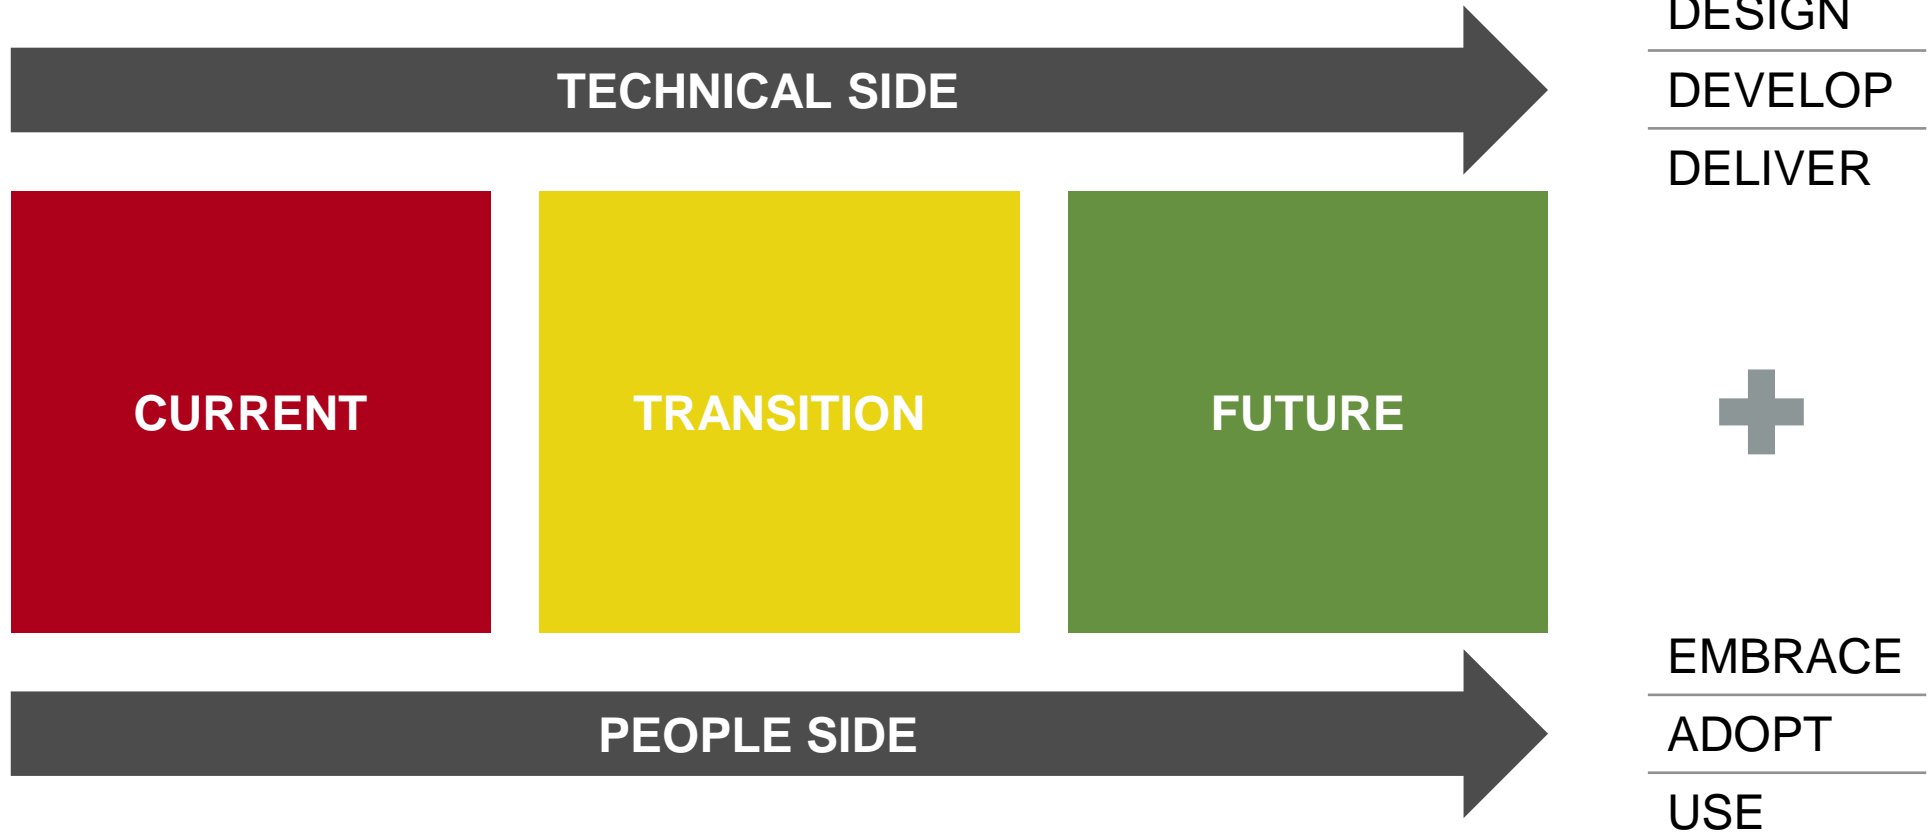 DESIGN
TECHNICAL SIDE
DEVELOP
DELIVER
CURRENT
TRANSITION
FUTURE
EMBRACE
PEOPLE SIDE
ADOPT
USE